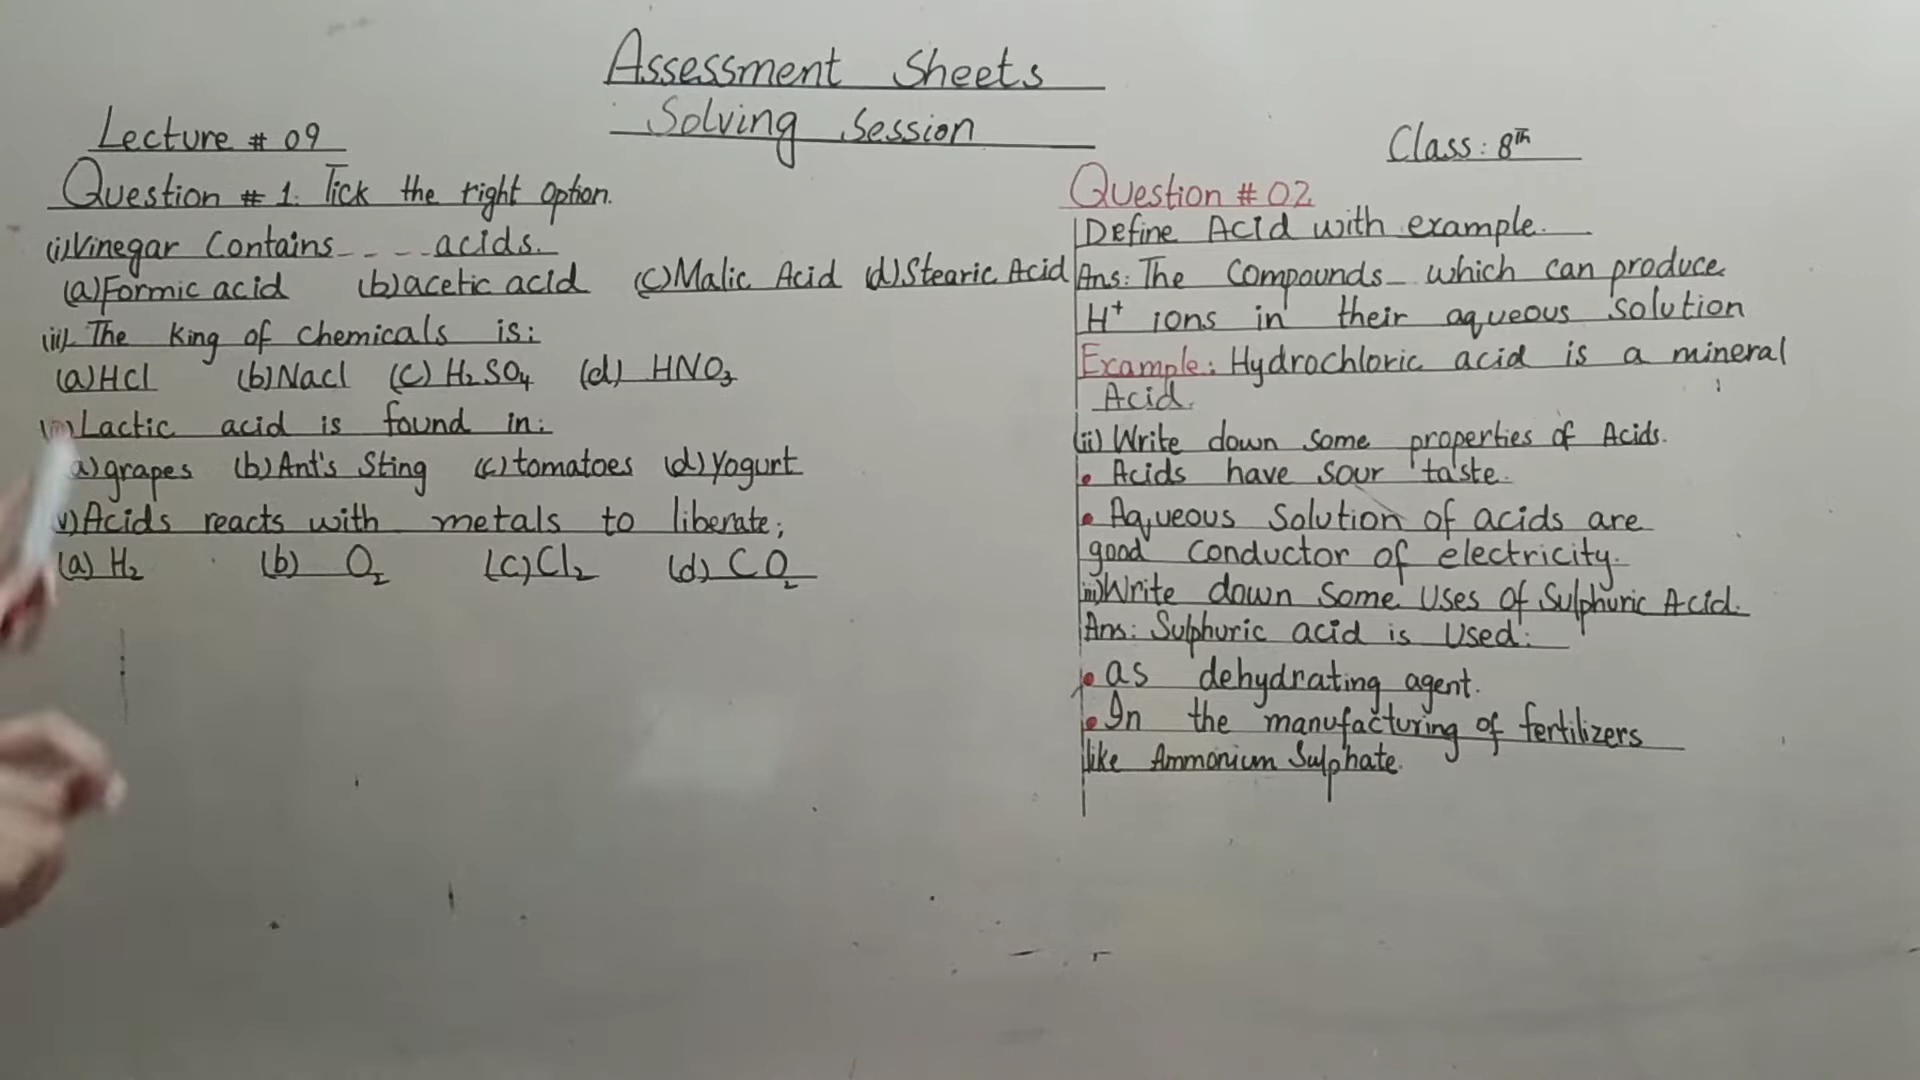 Assessment Sheets
Solving Session
Lecture # 09
Class: 8th
Question # 1. Tick the right option.
(i) Vinegar Contains - - - - acids.
(a) Formic acid (b) acetic acid (c) Malic Acid (d) Stearic Acid
(ii) The King of chemicals is:
(a) HCl (b) Nacl (c) H₂SO₄ (d) HNO₃
Lactic acid is found in:
a) grapes (b) Ant's Sting (c) tomatoes (d) Yogurt
v) Acids reacts with metals to liberate;
(a) H₂ (b) O₂ (c) Cl₂ (d) CO₂
Question # 02
Define Acid with example.
Ans: The Compounds which can produce
H⁺ ions in their aqueous solution
Example: Hydrochloric acid is a mineral
Acid.
(ii) Write down some properties of Acids.
• Acids have sour taste.
• Aqueous Solution of acids are
good conductor of electricity.
iii) Write down some Uses of Sulphuric Acid.
Ans: Sulphuric acid is Used:
• as dehydrating agent.
• In the manufacturing of fertilizers
like Ammonium Sulphate.